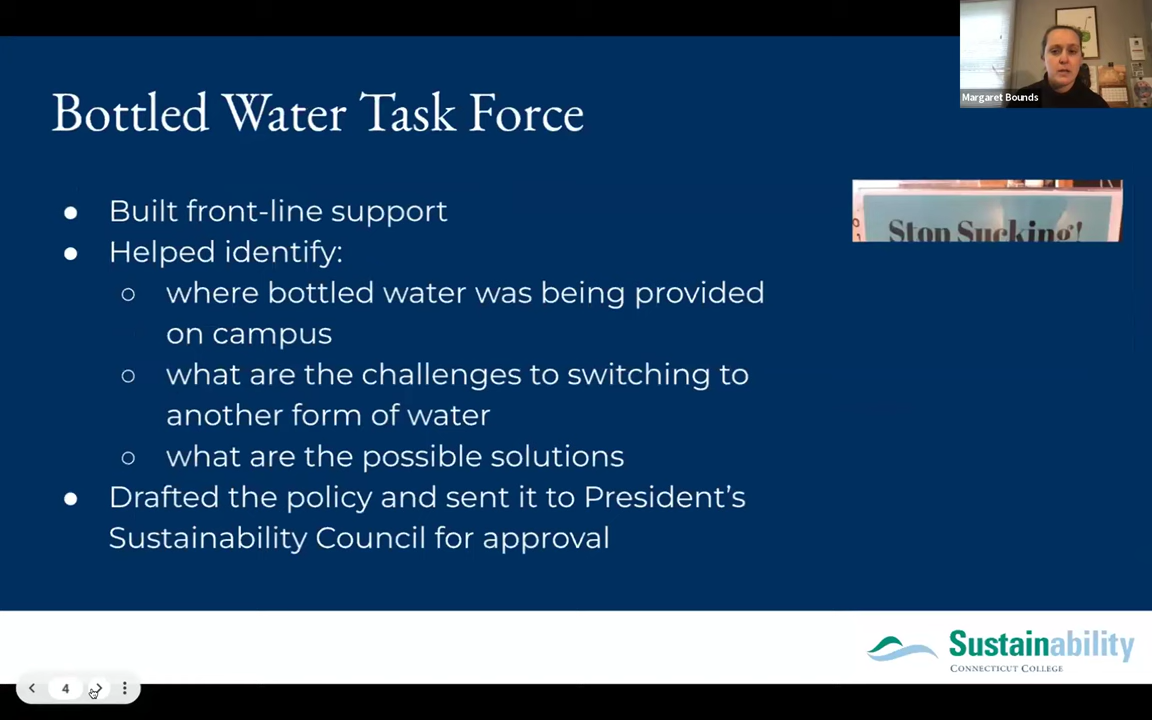 Margaret Bounds
Bottled Water Task Force
● Built front-line support
● Helped identify:
○ where bottled water was being provided
on campus
○ what are the challenges to switching to
another form of water
○ what are the possible solutions
● Drafted the policy and sent it to President’s
Sustainability Council for approval
Stop Sucking!
Sustainability
CONNECTICUT COLLEGE
4